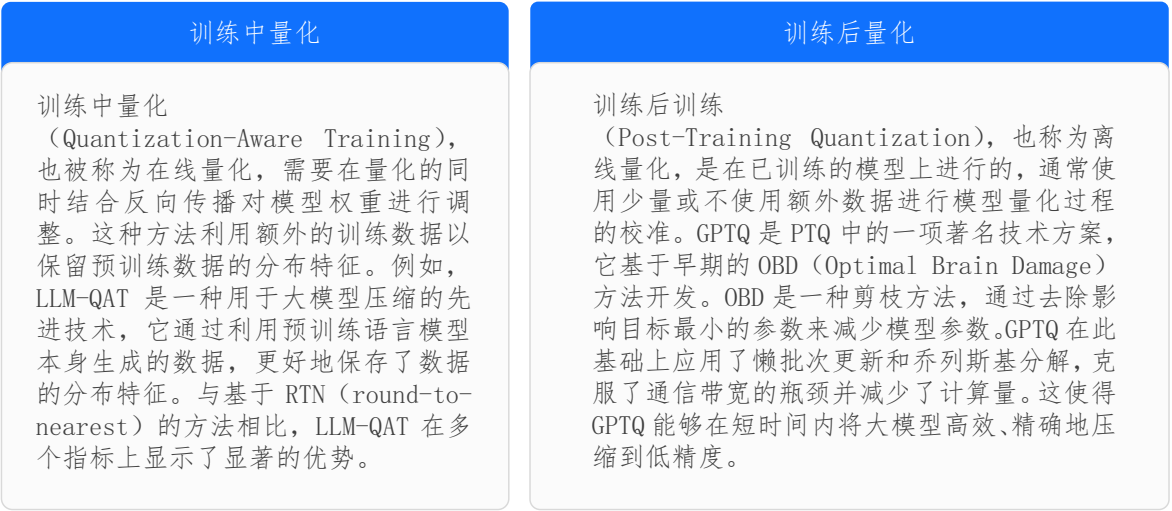 训练中量化
训练中量化
（Quantization-Aware Training），
也被称为在线量化，需要在量化的同
时结合反向传播对模型权重进行调
整。这种方法利用额外的训练数据以
保留预训练数据的分布特征。例如，
LLM-QAT 是一种用于大模型压缩的先
进技术，它通过利用预训练语言模型
本身生成的数据，更好地保存了数据
的分布特征。与基于 RTN（round-to-
nearest）的方法相比，LLM-QAT 在多
个指标上显示了显著的优势。
训练后量化
训练后训练
（Post-Training Quantization），也称为离
线量化，是在已训练的模型上进行的，通常使
用少量或不使用额外数据进行模型量化过程
的校准。GPTQ 是 PTQ 中的一项著名技术方案，
它基于早期的 OBD（Optimal Brain Damage）
方法开发。OBD 是一种剪枝方法，通过去除影
响目标最小的参数来减少模型参数。GPTQ 在此
基础上应用了懒批次更新和乔列斯基分解，克
服了通信带宽的瓶颈并减少了计算量。这使得
GPTQ 能够在短时间内将大模型高效、精确地压
缩到低精度。